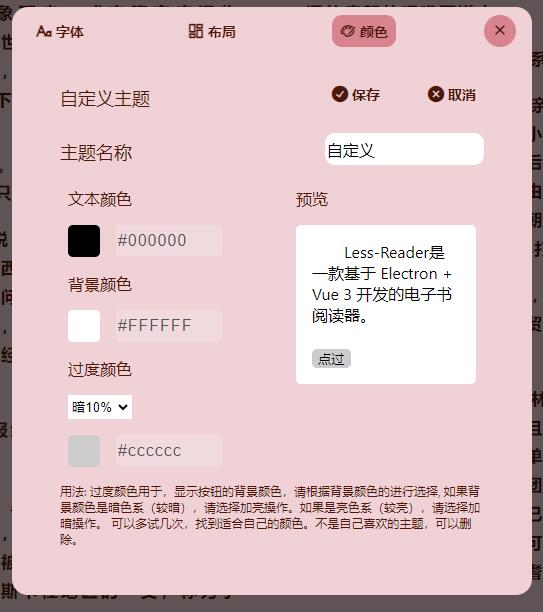 字体
布局
颜色
自定义主题
保存
取消
主题名称
自定义
文本颜色
预览
#000000
Less-Reader是
一款基于 Electron +
Vue 3 开发的电子书
阅读器。
背景颜色
#FFFFFF
点过
过度颜色
暗10%
#cccccc
用法: 过度颜色用于，显示按钮的背景颜色，请根据背景颜色的进行选择, 如果背
景颜色是暗色系（较暗），请选择加亮操作。如果是亮色系（较亮），请选择加
暗操作。 可以多试几次，找到适合自己的颜色。不是自己喜欢的主题，可以删
除。